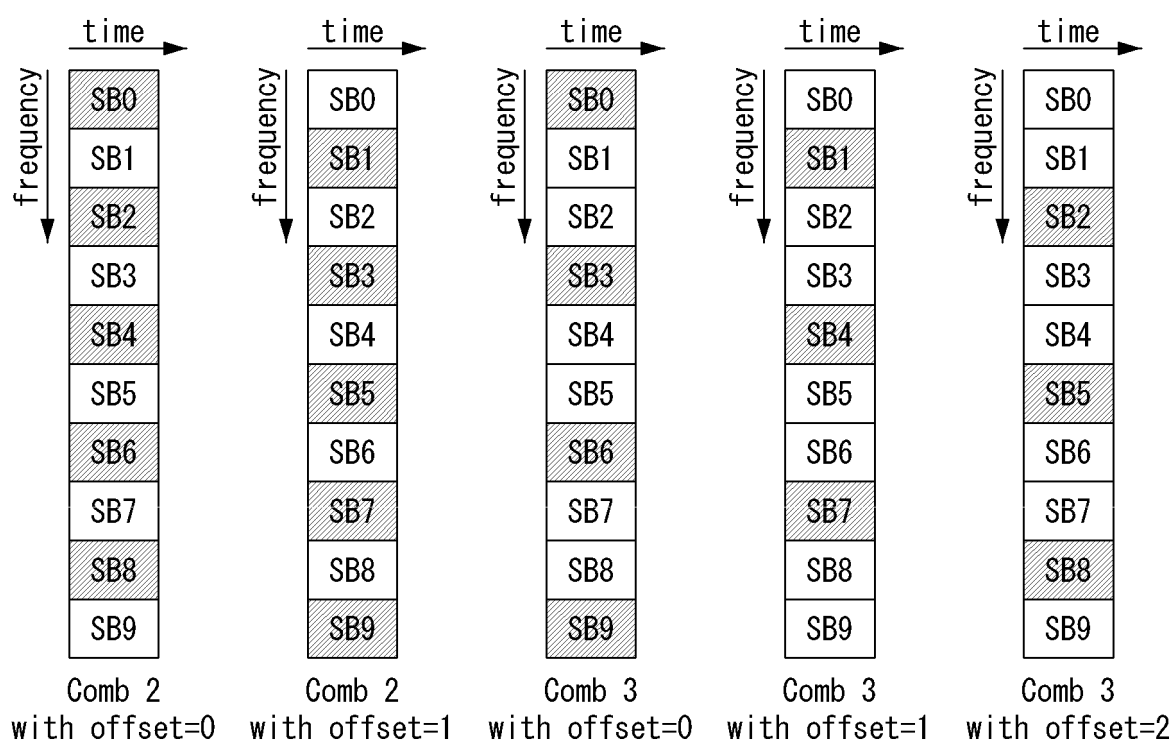 time
frequency
SB0
SB1
SB2
SB3
SB4
SB5
SB6
SB7
SB8
SB9
Comb 2
with offset=0
time
frequency
SB0
SB1
SB2
SB3
SB4
SB5
SB6
SB7
SB8
SB9
Comb 2
with offset=1
time
frequency
SB0
SB1
SB2
SB3
SB4
SB5
SB6
SB7
SB8
SB9
Comb 3
with offset=0
time
frequency
SB0
SB1
SB2
SB3
SB4
SB5
SB6
SB7
SB8
SB9
Comb 3
with offset=1
time
frequency
SB0
SB1
SB2
SB3
SB4
SB5
SB6
SB7
SB8
SB9
Comb 3
with offset=2